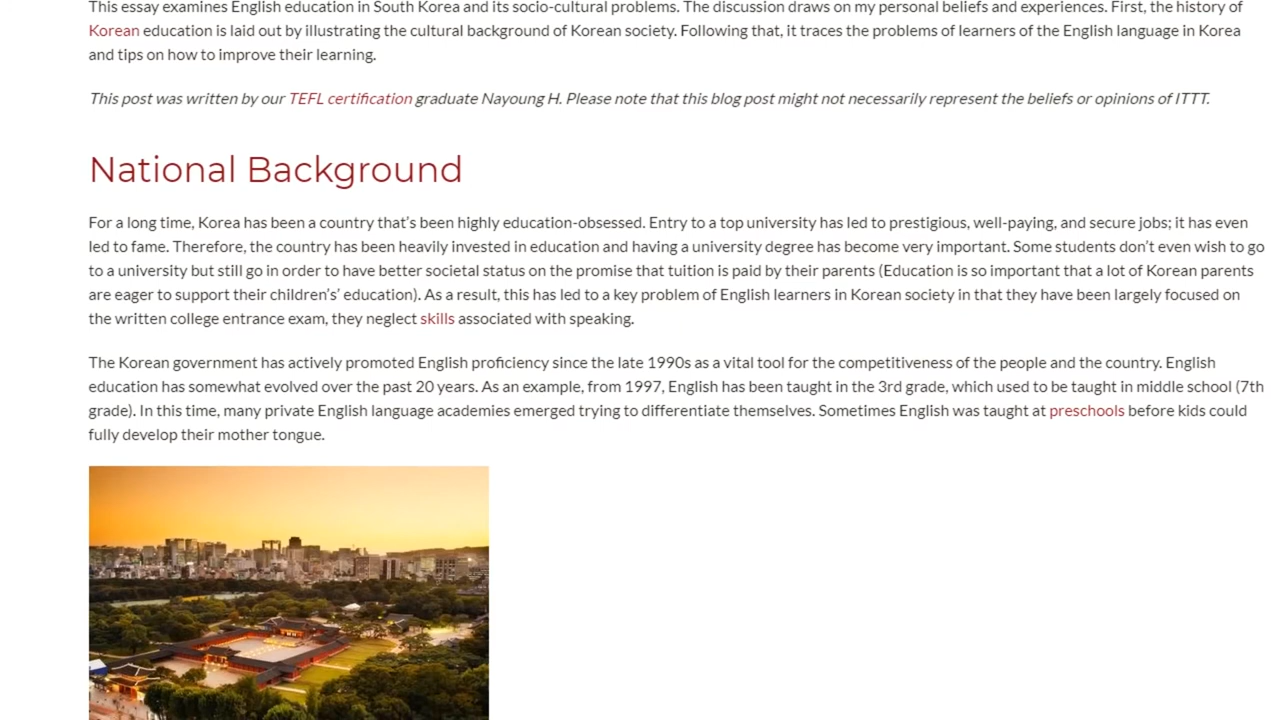 This essay examines English education in South Korea and its socio-cultural problems. The discussion draws on my personal beliefs and experiences. First, the history of
Korean education is laid out by illustrating the cultural background of Korean society. Following that, it traces the problems of learners of the English language in Korea
and tips on how to improve their learning.
This post was written by our TEFL certification graduate Nayoung H. Please note that this blog post might not necessarily represent the beliefs or opinions of ITTT.
National Background
For a long time, Korea has been a country that's been highly education-obsessed. Entry to a top university has led to prestigious, well-paying, and secure jobs; it has even
led to fame. Therefore, the country has been heavily invested in education and having a university degree has become very important. Some students don't even wish to go
to a university but still go in order to have better societal status on the promise that tuition is paid by their parents (Education is so important that a lot of Korean parents
are eager to support their children's' education). As a result, this has led to a key problem of English learners in Korean society in that they have been largely focused on
the written college entrance exam, they neglect skills associated with speaking.
The Korean government has actively promoted English proficiency since the late 1990s as a vital tool for the competitiveness of the people and the country. English
education has somewhat evolved over the past 20 years. As an example, from 1997, English has been taught in the 3rd grade, which used to be taught in middle school (7th
grade). In this time, many private English language academies emerged trying to differentiate themselves. Sometimes English was taught at preschools before kids could
fully develop their mother tongue.